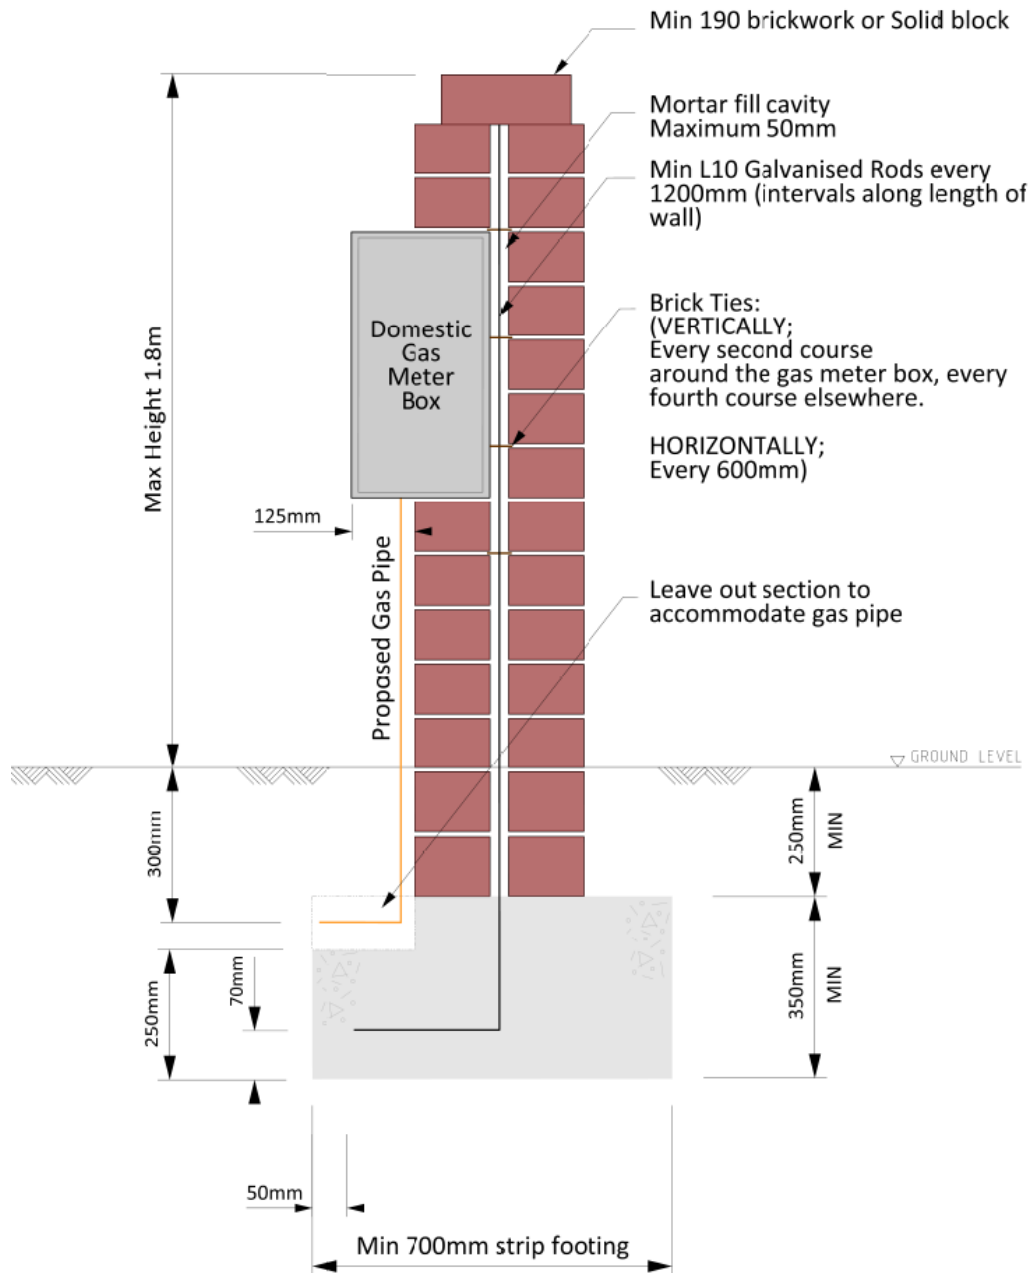 Min 190 brickwork or Solid block
Mortar fill cavity
Maximum 50mm
Min L10 Galvanised Rods every
1200mm (intervals along length of
wall)
Brick Ties:
(VERTICALLY;
Every second course
around the gas meter box, every
fourth course elsewhere.
HORIZONTALLY;
Every 600mm)
Domestic
Gas
Meter
Box
Max Height 1.8m
125mm
Proposed Gas Pipe
Leave out section to
accommodate gas pipe
GROUND LEVEL
300mm
250mm
MIN
70mm
250mm
350mm
MIN
50mm
Min 700mm strip footing